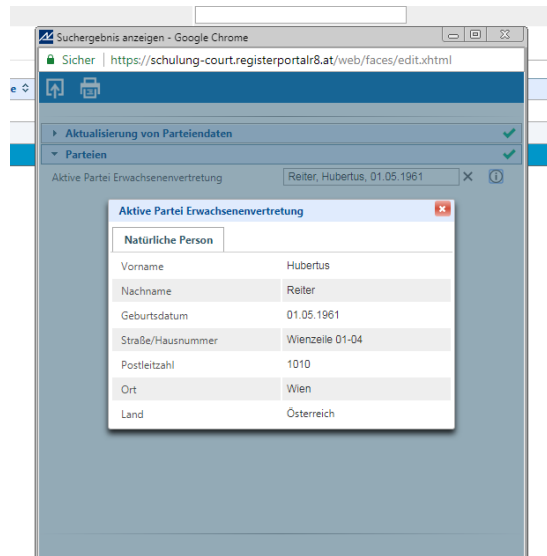 Suchergebnis anzeigen - Google Chrome
Sicher | https://schulung-court.registerportalr8.at/web/faces/edit.xhtml
e
Aktualisierung von Parteiendaten
Parteien
Aktive Partei Erwachsenenvertretung Reiter, Hubertus, 01.05.1961
Aktive Partei Erwachsenenvertretung
Natürliche Person
Vorname Hubertus
Nachname Reiter
Geburtsdatum 01.05.1961
Straße/Hausnummer Wienzeile 01-04
Postleitzahl 1010
Ort Wien
Land Österreich